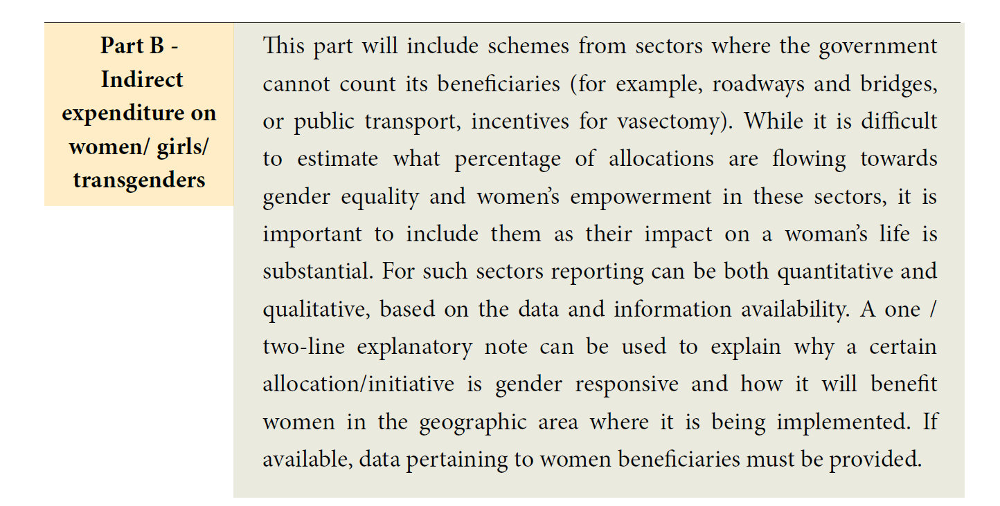 Part B -
Indirect
expenditure on
women/ girls/
transgenders
This part will include schemes from sectors where the government
cannot count its beneficiaries (for example, roadways and bridges,
or public transport, incentives for vasectomy). While it is difficult
to estimate what percentage of allocations are flowing towards
gender equality and women’s empowerment in these sectors, it is
important to include them as their impact on a woman’s life is
substantial. For such sectors reporting can be both quantitative and
qualitative, based on the data and information availability. A one /
two-line explanatory note can be used to explain why a certain
allocation/initiative is gender responsive and how it will benefit
women in the geographic area where it is being implemented. If
available, data pertaining to women beneficiaries must be provided.